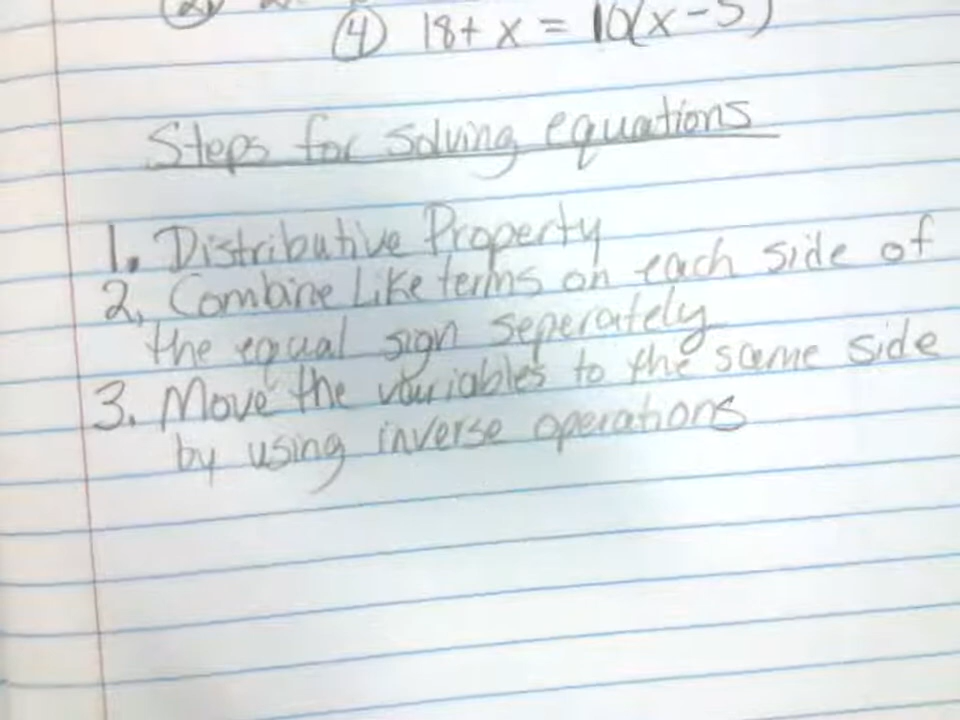 ④ 18+ x = 10(x-5)
Steps for solving equations
1. Distributive Property
2. Combine Like terms on each side of
the equal sign seperately
3. Move the variables to the same side
by using inverse operations